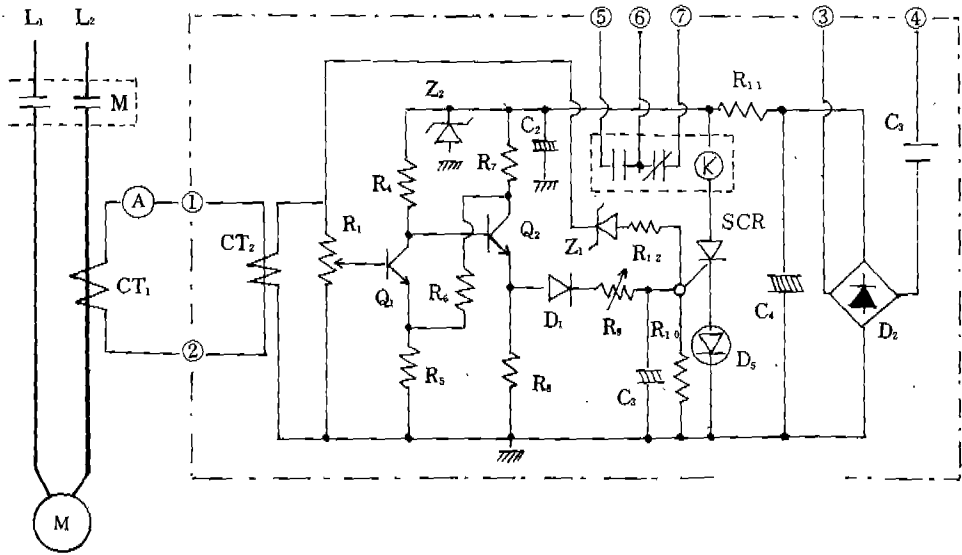 L₁ L₂
⑤ ⑥ ⑦ ③ ④
M
Z₂
C₂
R₁₁
C₃
R₇
R₄
K
A
①
R₁
CT₂
Q₂
SCR
Z₁
R₁₂
CT₁
Q₁
R₆
D₁
R₉
R₁₀
C₄
D₂
②
R₅
R₈
C₃
D₅
M